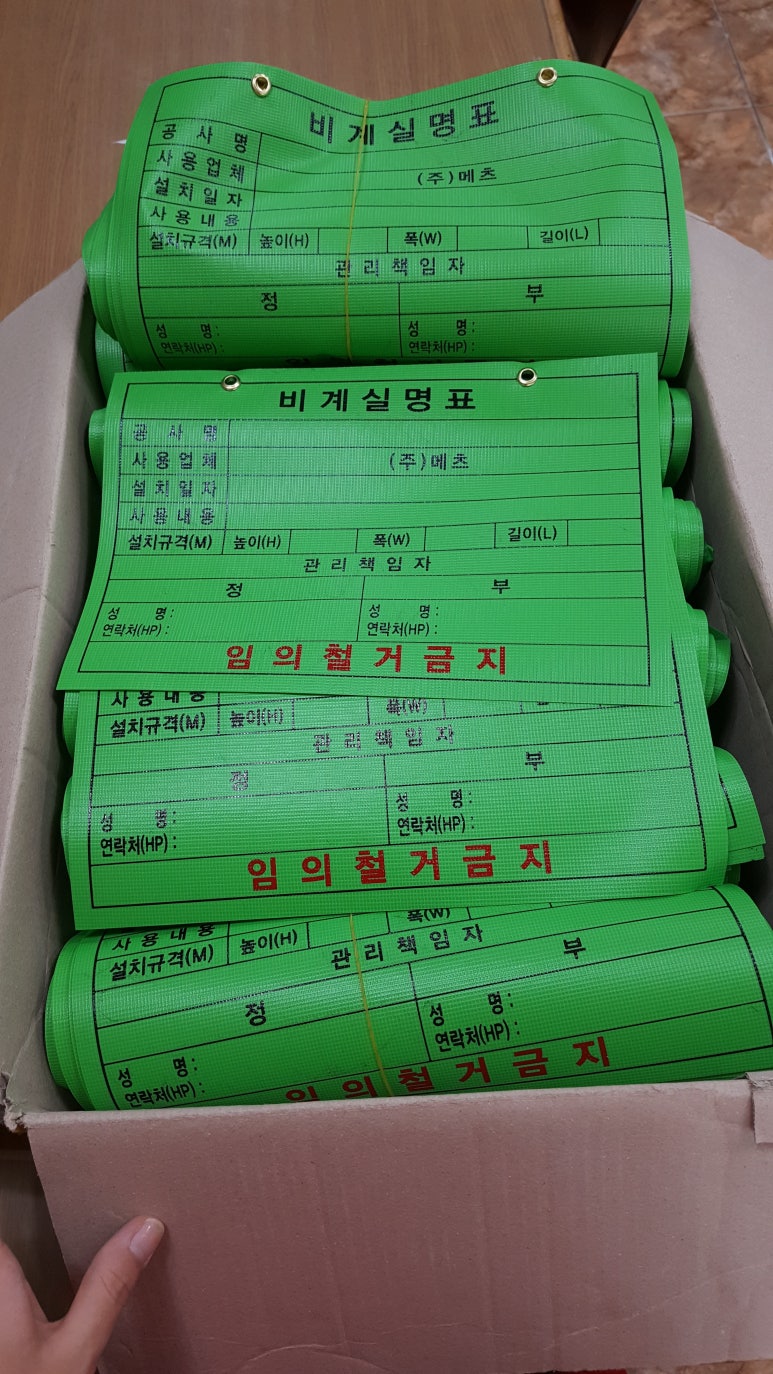 비계실명표
공 사 명
사용업체 (주)메츠
설치일자
사용내용
설치규격(M) 높이(H) 폭(W) 길이(L)
관리책임자
정 부
성 명: 성 명:
연락처(HP): 연락처(HP):
비계실명표
공 사 명
사용업체 (주)메츠
설치일자
사용내용
설치규격(M) 높이(H) 폭(W) 길이(L)
관리책임자
정 부
성 명: 성 명:
연락처(HP): 연락처(HP):
임의철거금지
사용내용
설치규격(M) 높이(H) 폭(W)
관리책임자
정 부
성 명: 성 명:
연락처(HP): 연락처(HP):
임의철거금지
사용내용
설치규격(M) 높이(H) 폭(W)
관리책임자
정 부
성 명: 성 명:
연락처(HP): 연락처(HP):
임의철거금지